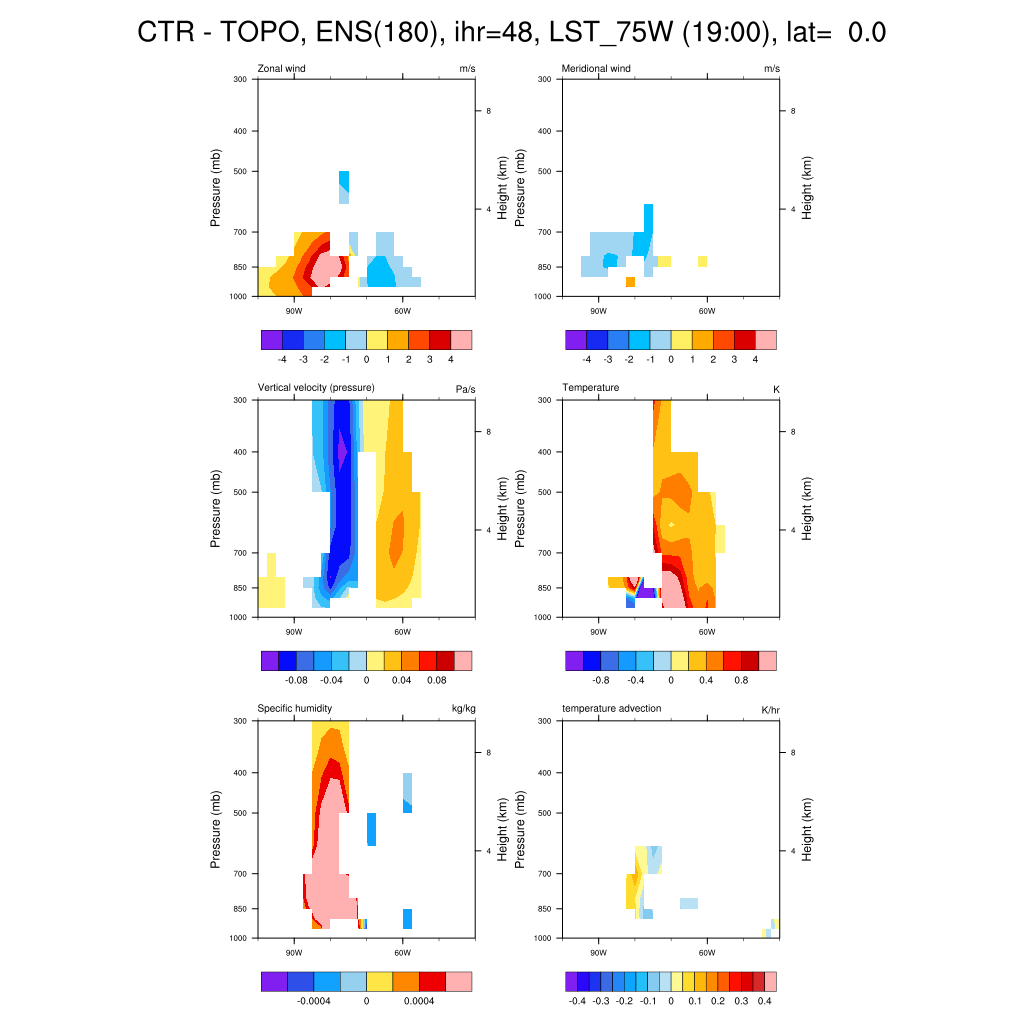 CTR - TOPO, ENS(180), ihr=48, LST_75W (19:00), lat=  0.0
Zonal wind m/s
300
400
500
700
850
1000
Pressure (mb)
8
4
Height (km)
90W 60W
-4 -3 -2 -1 0 1 2 3 4
Meridional wind m/s
300
400
500
700
850
1000
Pressure (mb)
8
4
Height (km)
90W 60W
-4 -3 -2 -1 0 1 2 3 4
Vertical velocity (pressure) Pa/s
300
400
500
700
850
1000
Pressure (mb)
8
4
Height (km)
90W 60W
-0.08 -0.04 0 0.04 0.08
Temperature K
300
400
500
700
850
1000
Pressure (mb)
8
4
Height (km)
90W 60W
-0.8 -0.4 0 0.4 0.8
Specific humidity kg/kg
300
400
500
700
850
1000
Pressure (mb)
8
4
Height (km)
90W 60W
-0.0004 0 0.0004
temperature advection K/hr
300
400
500
700
850
1000
Pressure (mb)
8
4
Height (km)
90W 60W
-0.4 -0.3 -0.2 -0.1 0 0.1 0.2 0.3 0.4